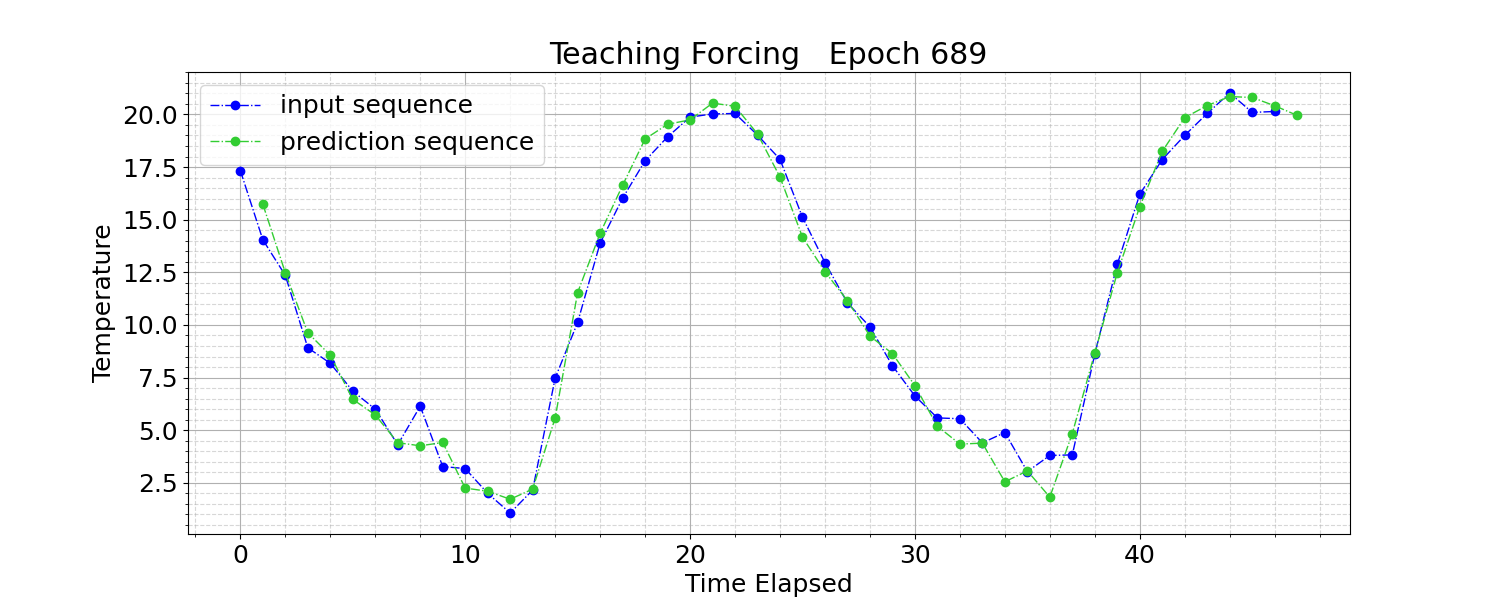 Teaching Forcing   Epoch 689
input sequence
prediction sequence
Temperature
20.0
17.5
15.0
12.5
10.0
7.5
5.0
2.5
0 10 20 30 40
Time Elapsed